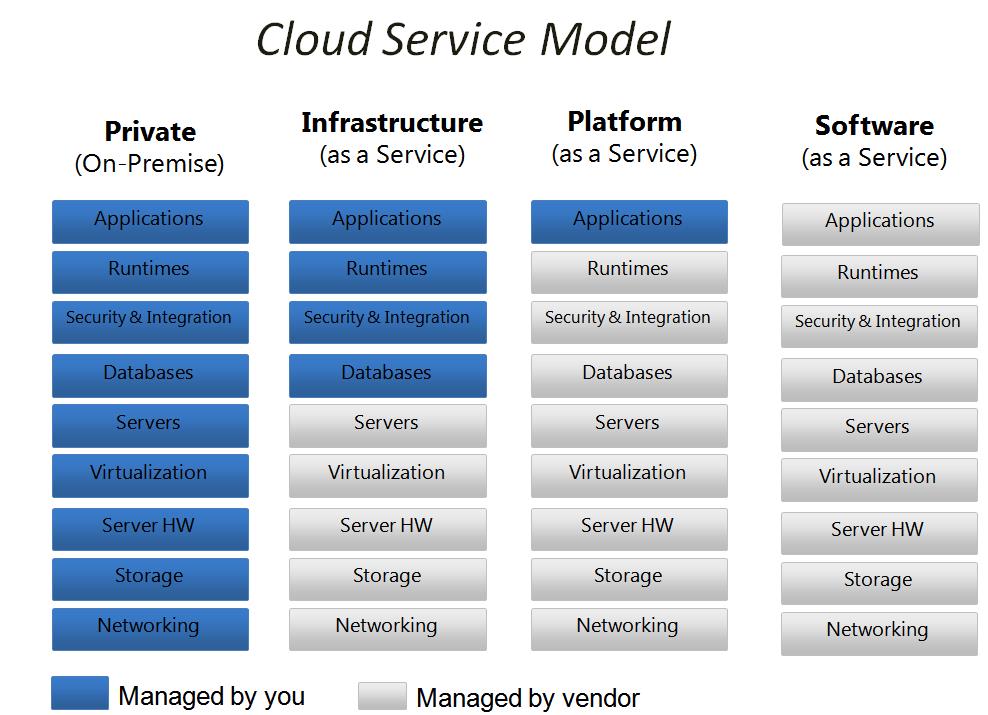 Cloud Service Model
Private
(On-Premise)
Infrastructure
(as a Service)
Platform
(as a Service)
Software
(as a Service)
Applications
Runtimes
Security & Integration
Databases
Servers
Virtualization
Server HW
Storage
Networking
Applications
Runtimes
Security & Integration
Databases
Servers
Virtualization
Server HW
Storage
Networking
Applications
Runtimes
Security & Integration
Databases
Servers
Virtualization
Server HW
Storage
Networking
Applications
Runtimes
Security & Integration
Databases
Servers
Virtualization
Server HW
Storage
Networking
Managed by you
Managed by vendor